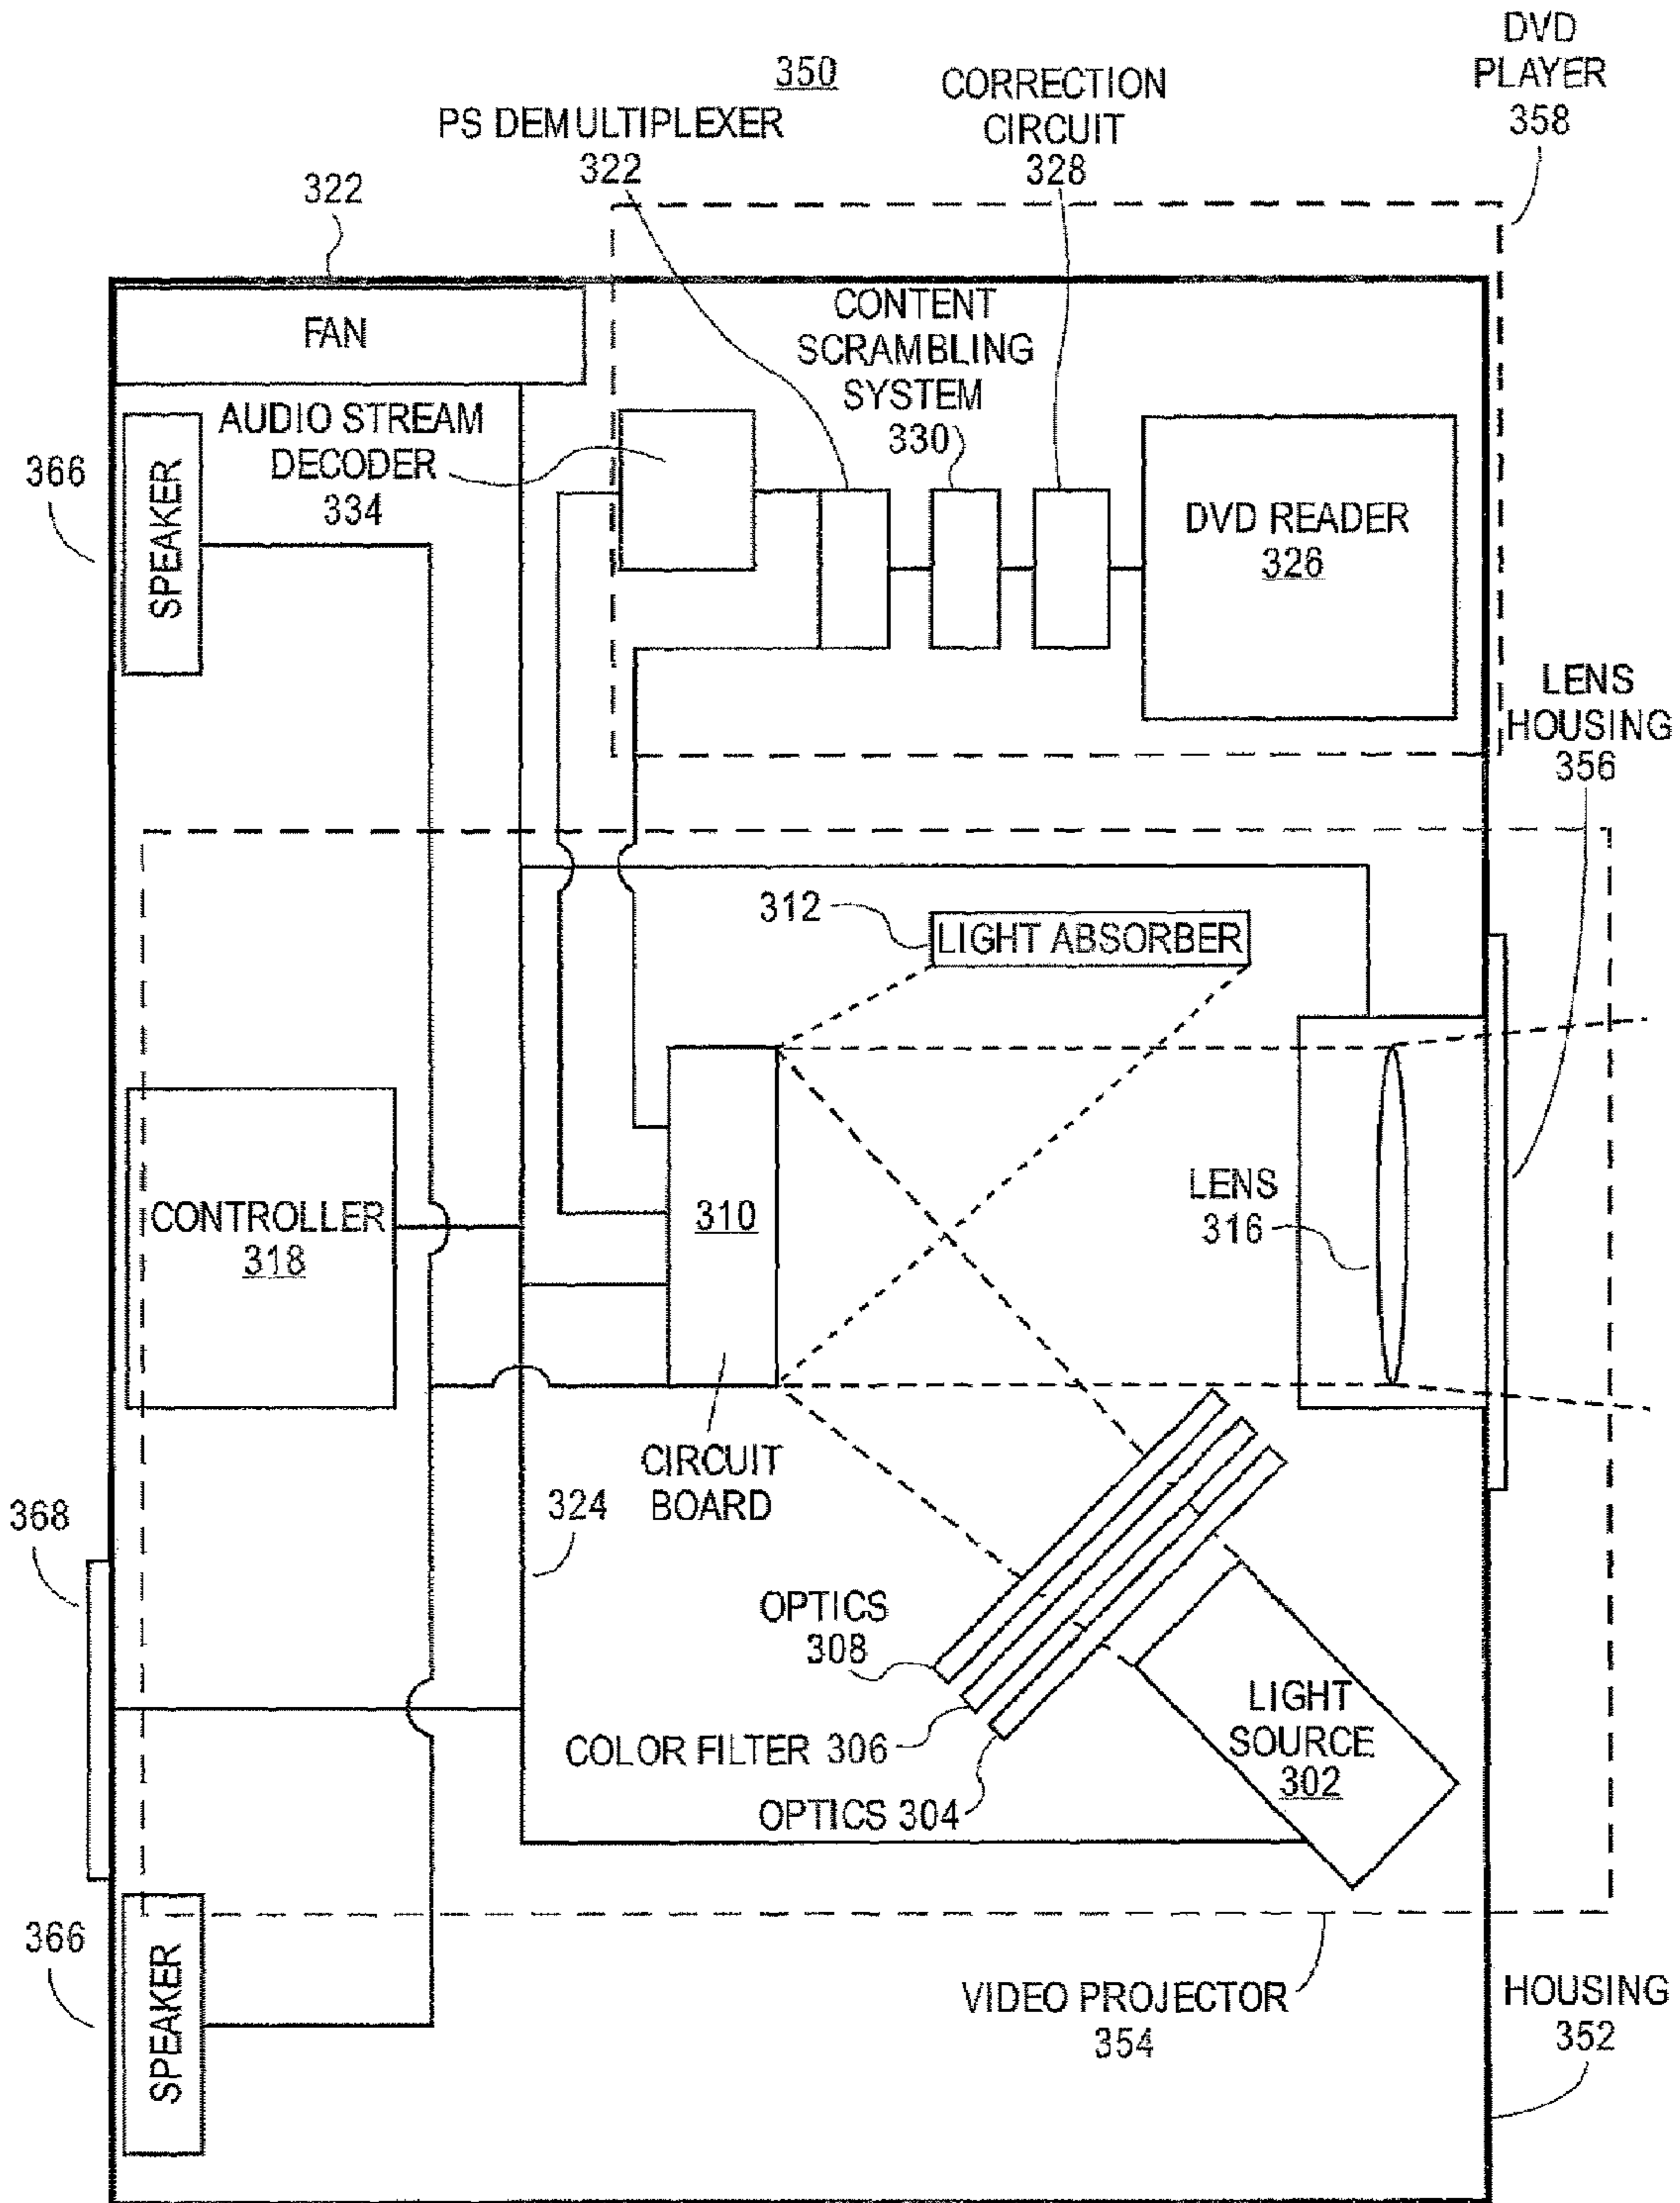 350
DVD
PLAYER
358
PS DEMULTIPLEXER
322
CORRECTION
CIRCUIT
328
322
FAN
CONTENT
SCRAMBLING
SYSTEM
330
AUDIO STREAM
DECODER
334
366
SPEAKER
DVD READER
326
LENS
HOUSING
356
312
LIGHT ABSORBER
CONTROLLER
318
310
LENS
316
CIRCUIT
BOARD
324
368
OPTICS
308
COLOR FILTER 306
OPTICS 304
LIGHT
SOURCE
302
366
SPEAKER
VIDEO PROJECTOR
354
HOUSING
352